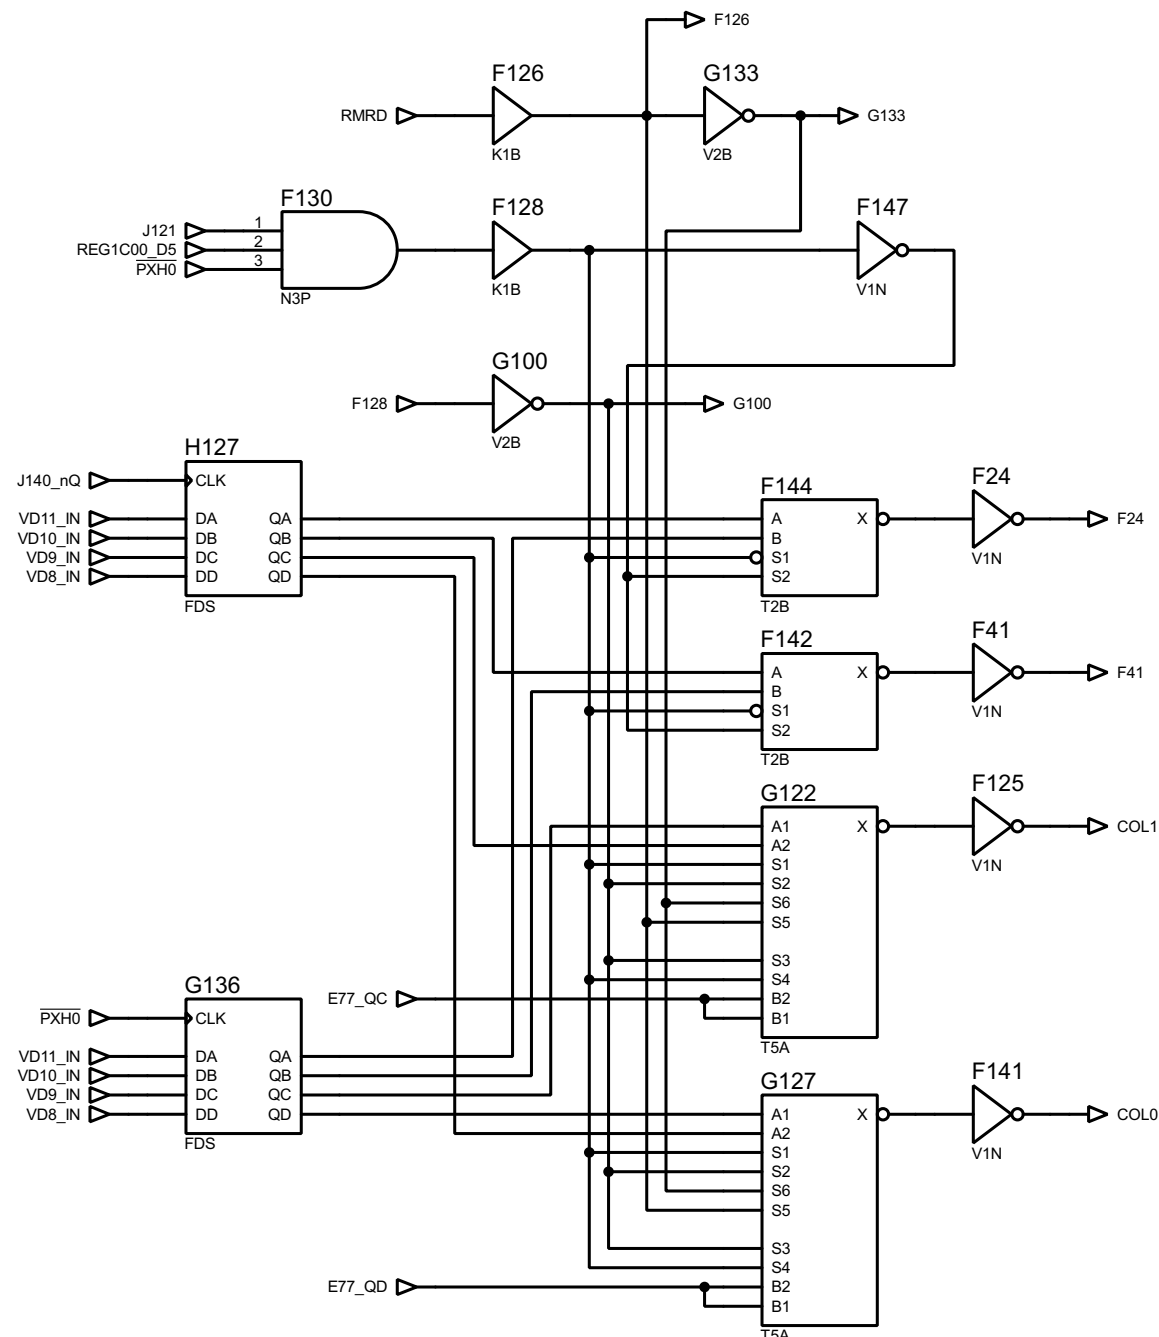 F126
F126
G133
RMRD
G133
K1B
V2B
F130
F128
F147
J121
1
REG1C00_D5
2
PXH0
3
N3P
K1B
V1N
G100
F128
G100
V2B
H127
J140_nQ
CLK
F24
F144
VD11_IN
DA
QA
A
X
F24
VD10_IN
DB
QB
B
VD9_IN
DC
QC
S1
V1N
VD8_IN
DD
QD
S2
FDS
T2B
F142
F41
A
X
F41
B
S1
V1N
S2
T2B
G122
F125
A1
X
COL1
A2
S1
V1N
S2
S6
S5
S3
S4
G136
E77_QC
B2
PXH0
CLK
B1
T5A
VD11_IN
DA
QA
VD10_IN
DB
QB
G127
F141
VD9_IN
DC
QC
VD8_IN
DD
QD
A1
X
COL0
A2
FDS
S1
V1N
S2
S6
S5
S3
S4
E77_QD
B2
B1
T5A